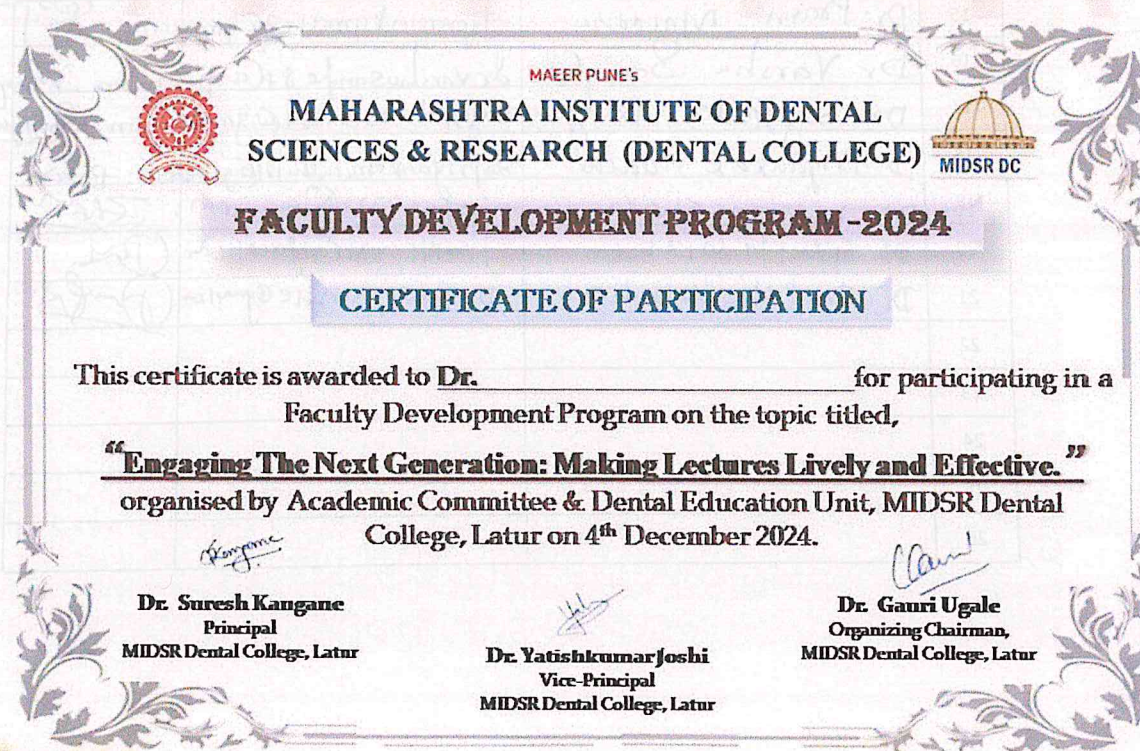 MAEER PUNE's
MAHARASHTRA INSTITUTE OF DENTAL
SCIENCES & RESEARCH (DENTAL COLLEGE)
MIDSR DC
FACULTY DEVELOPMENT PROGRAM -2024
CERTIFICATE OF PARTICIPATION
This certificate is awarded to Dr. for participating in a
Faculty Development Program on the topic titled,
“Engaging The Next Generation: Making Lectures Lively and Effective.”
organised by Academic Committee & Dental Education Unit, MIDSR Dental
College, Latur on 4th December 2024.
Dr. Suresh Kangane
Principal
MIDSR Dental College, Latur
Dr. Yatishkumar Joshi
Vice-Principal
MIDSR Dental College, Latur
Dr. Gauri Ugale
Organizing Chairman,
MIDSR Dental College, Latur